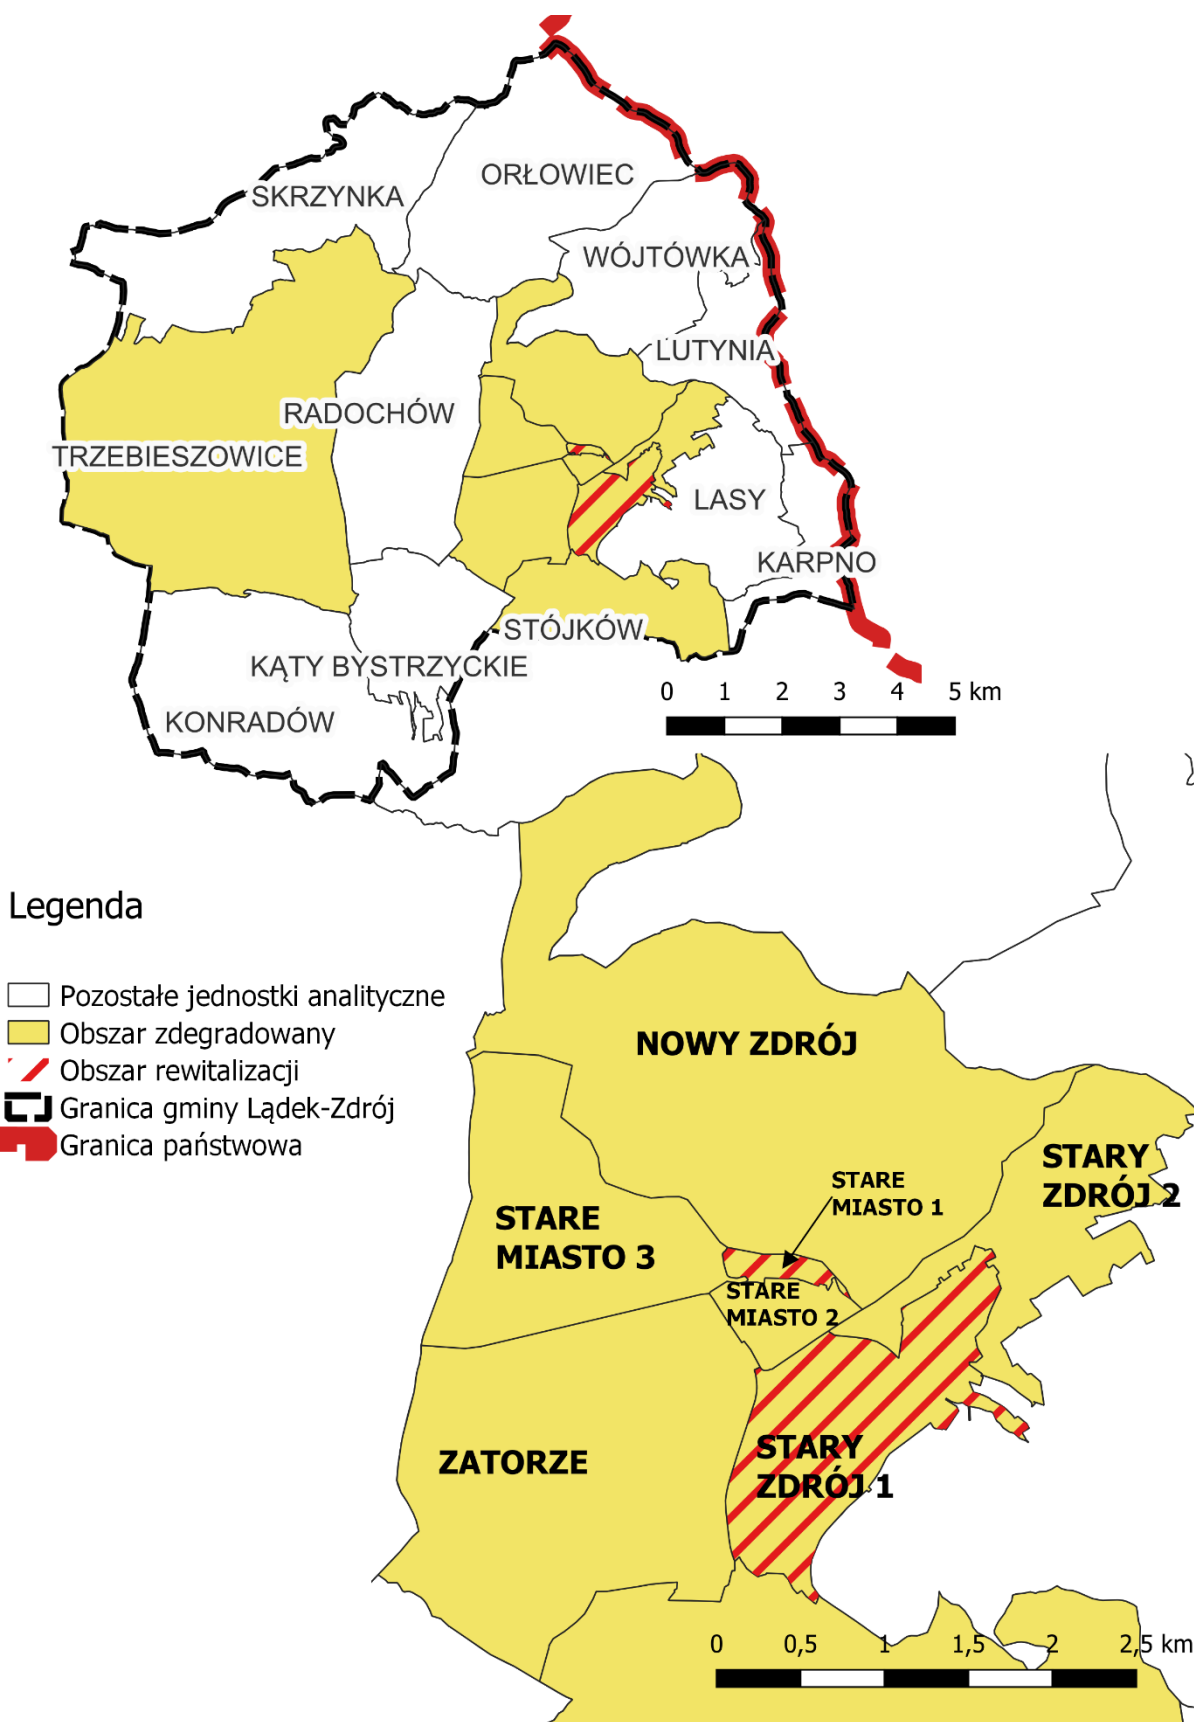 ORŁOWIEC
SKRZYNKA
WÓJTÓWKA
LUTYNIA
RADOCHÓW
TRZEBIESZOWICE
LASY
KARPNO
STÓJKÓW
KĄTY BYSTRZYCKIE
KONRADÓW
0 1 2 3 4 5 km
Legenda
Pozostałe jednostki analityczne
Obszar zdegradowany
Obszar rewitalizacji
Granica gminy Lądek-Zdrój
Granica państwowa
NOWY ZDRÓJ
STARY
ZDRÓJ 2
STARE
MIASTO 1
STARE
MIASTO 3
STARE
MIASTO 2
STARY
ZDRÓJ 1
ZATORZE
0 0,5 1 1,5 2 2,5 km